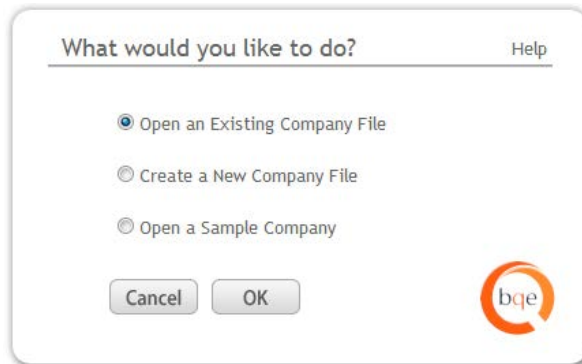 What would you like to do?
Help
Open an Existing Company File
Create a New Company File
Open a Sample Company
Cancel
OK
bqe